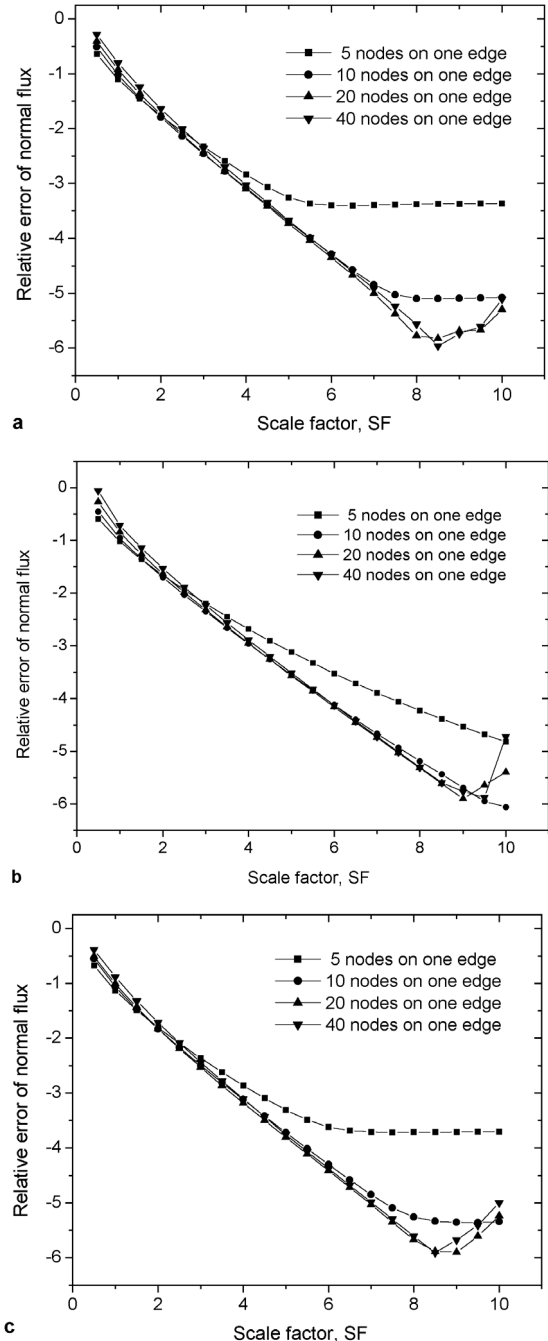 0
-1
-2
-3
-4
-5
-6
Relative error of normal flux
5 nodes on one edge
10 nodes on one edge
20 nodes on one edge
40 nodes on one edge
0 2 4 6 8 10
Scale factor, SF
a
0
-1
-2
-3
-4
-5
-6
Relative error of normal flux
5 nodes on one edge
10 nodes on one edge
20 nodes on one edge
40 nodes on one edge
0 2 4 6 8 10
Scale factor, SF
b
0
-1
-2
-3
-4
-5
-6
Relative error of normal flux
5 nodes on one edge
10 nodes on one edge
20 nodes on one edge
40 nodes on one edge
0 2 4 6 8 10
Scale factor, SF
c